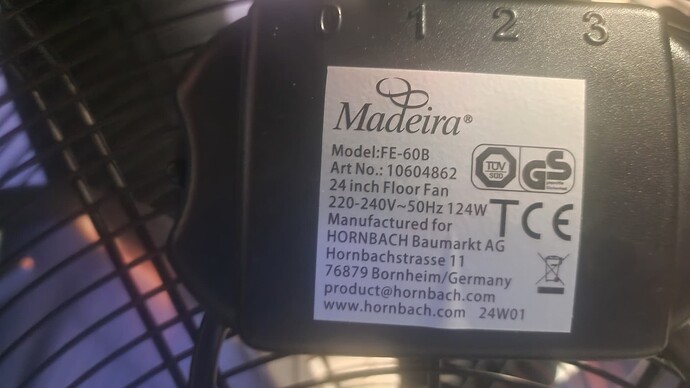 0 1 2 3
Madeira®
Model:FE-60B
Art No.: 10604862
24 inch Floor Fan
220-240V~50Hz 124W
Manufactured for
HORNBACH Baumarkt AG
Hornbachstrasse 11
76879 Bornheim/Germany
product@hornbach.com
www.hornbach.com 24W01
TÜV
SÜD
GS
TCE